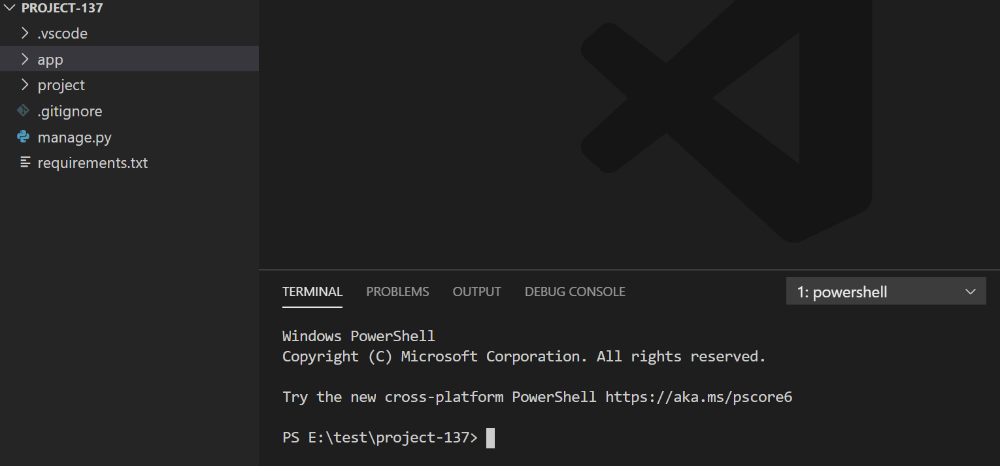 PROJECT-137
.vscode
app
project
.gitignore
manage.py
requirements.txt
TERMINAL PROBLEMS OUTPUT DEBUG CONSOLE 1: powershell
Windows PowerShell
Copyright (C) Microsoft Corporation. All rights reserved.
Try the new cross-platform PowerShell https://aka.ms/pscore6
PS E:\test\project-137>